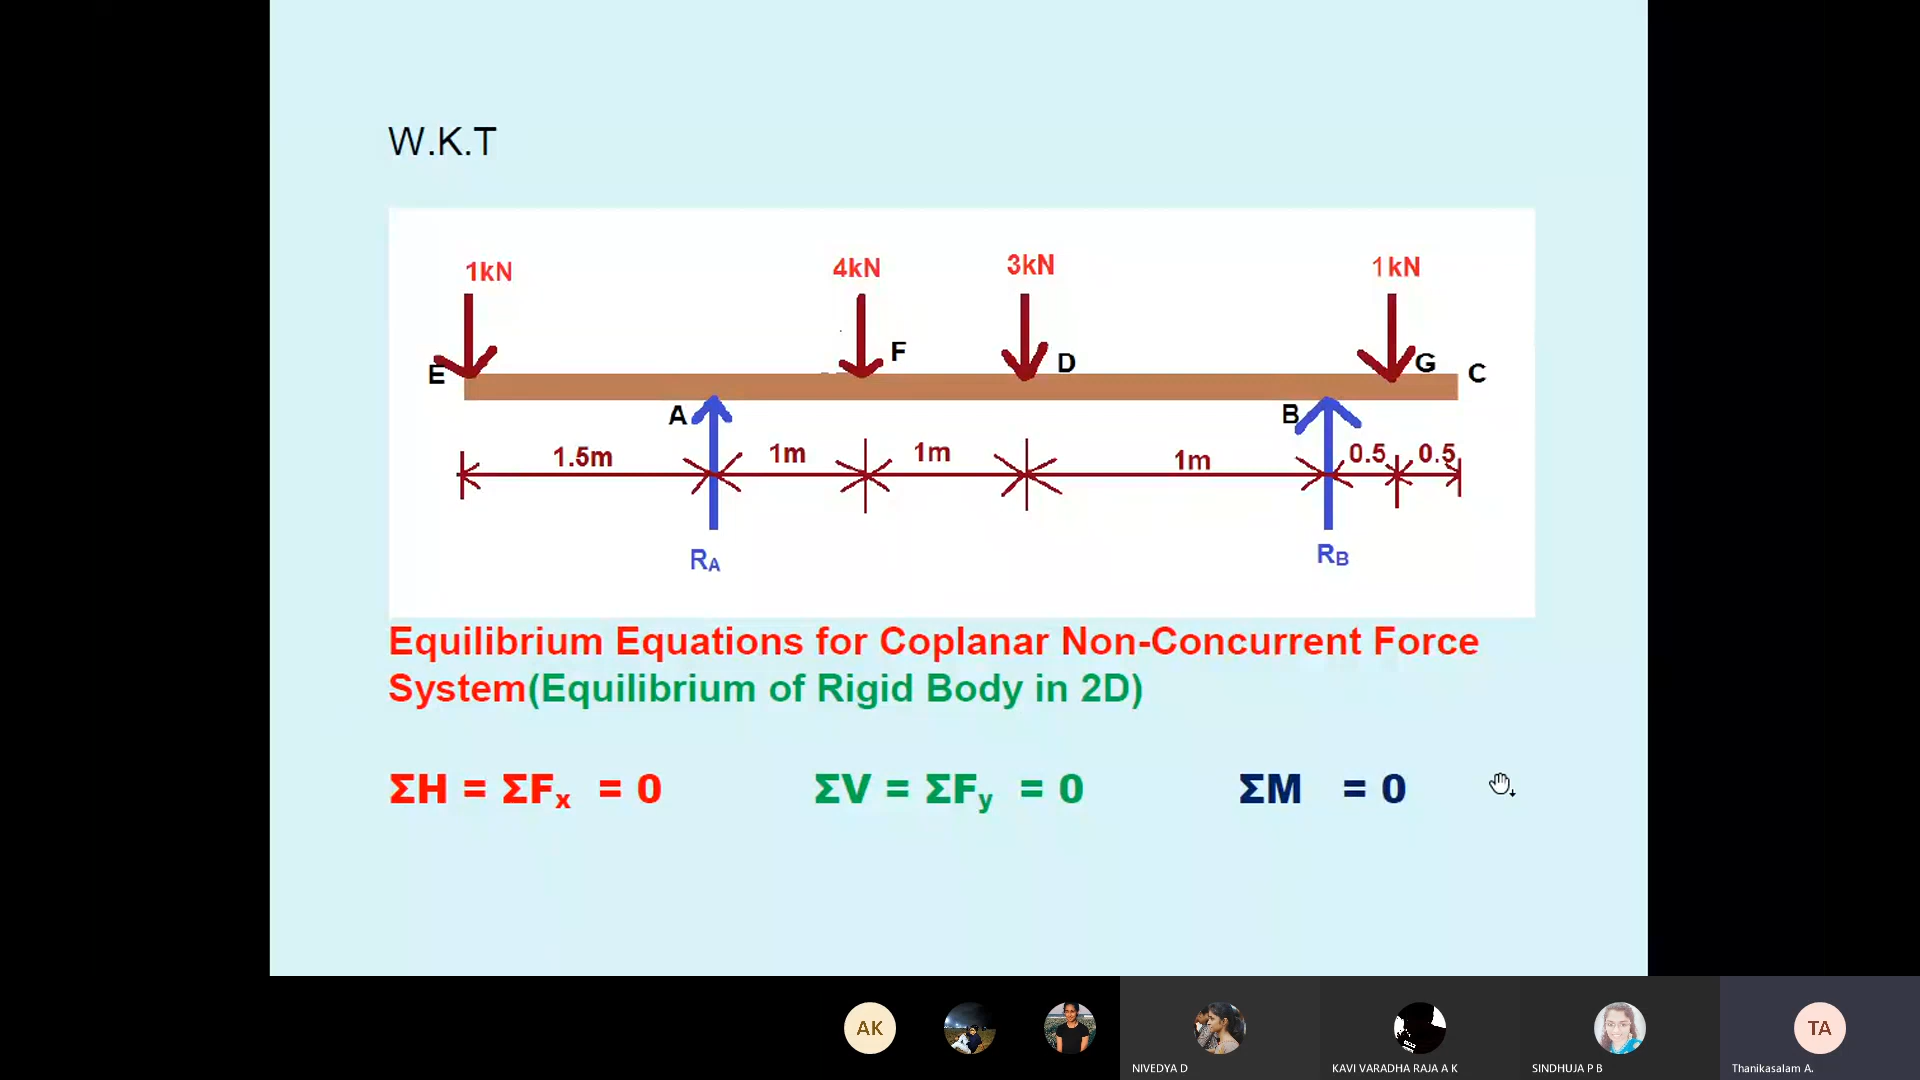 W.K.T
1kN 4kN 3kN 1kN
E F D G C
A B
1.5m 1m 1m 1m 0.5 0.5
RA RB
Equilibrium Equations for Coplanar Non-Concurrent Force
System(Equilibrium of Rigid Body in 2D)
ΣH = ΣFx = 0 ΣV = ΣFy = 0 ΣM = 0
AK TA
NIVEDYA D KAVI VARADHA RAJA A K SINDHUJA P B Thanikasalam A.